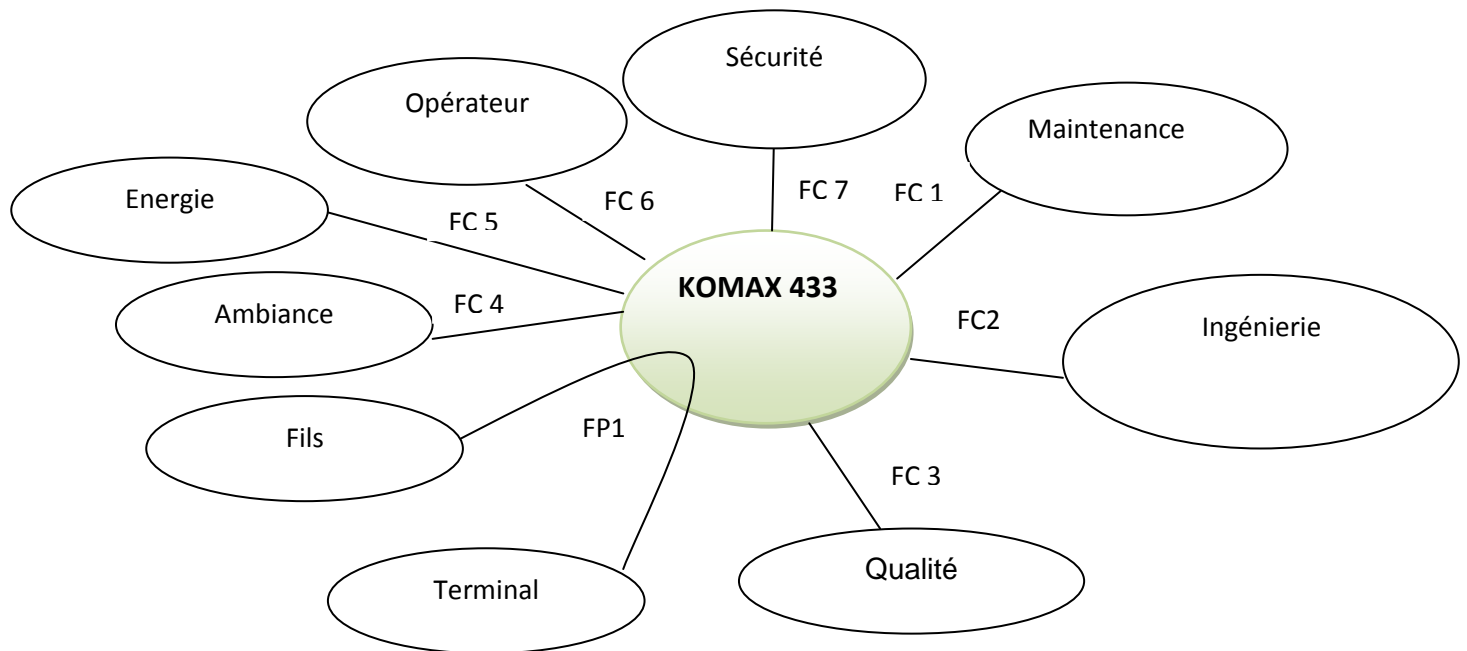 Sécurité
Opérateur
Maintenance
Energie
FC 6
FC 7
FC 1
FC 5
KOMAX 433
Ambiance
FC 4
FC2
Ingénierie
Fils
FP1
FC 3
Qualité
Terminal